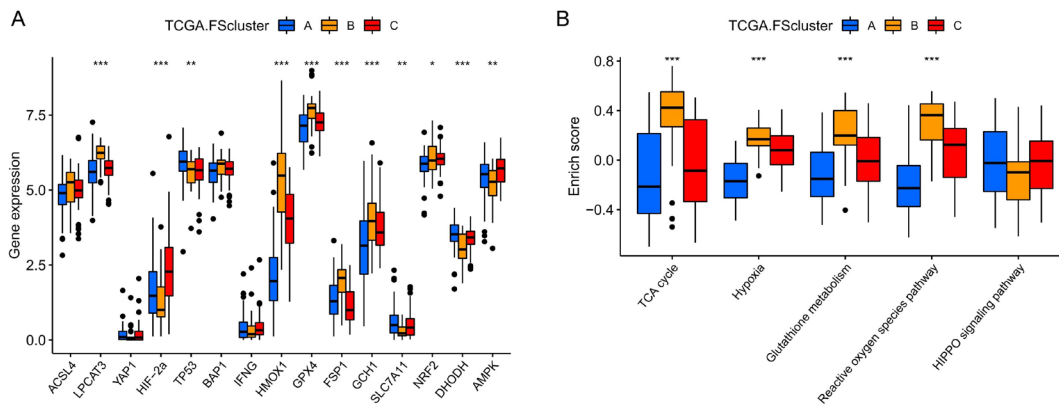 A
TCGA.FScluster A B C
*** *** ** *** *** *** *** ** * *** **
Gene expression
7.5
5.0
2.5
0.0
ACSL4
LPCAT3
YAP1
HIF-2a
TP53
BAP1
IFNG
HMOX1
GPX4
FSP1
GCH1
SLC7A11
NRF2
DHODH
AMPK
B
TCGA.FScluster A B C
*** *** *** ***
Enrich score
0.8
0.4
0.0
-0.4
TCA cycle
Hypoxia
Glutathione metabolism
Reactive oxygen species pathway
HIPPO signaling pathway